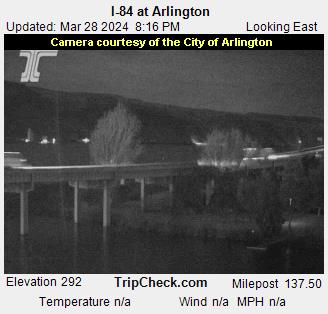 I-84 at Arlington
Updated: Mar 28 2024 8:16 PM Looking East
Camera courtesy of the City of Arlington
Elevation 292 TripCheck.com Milepost 137.50
Temperature n/a Wind n/a MPH n/a